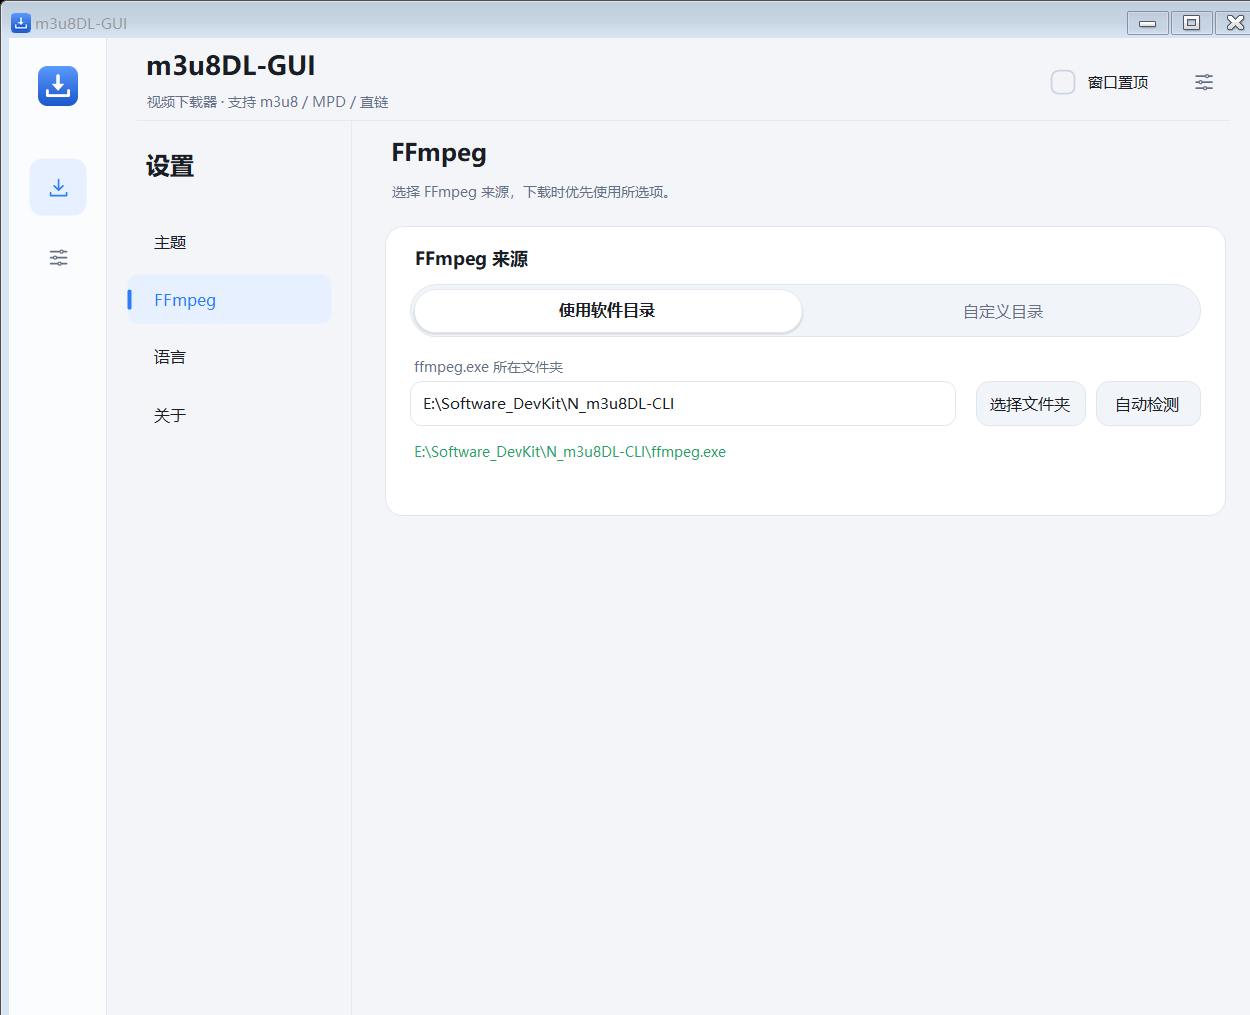 m3u8DL-GUI
m3u8DL-GUI
视频下载器 · 支持 m3u8 / MPD / 直链
窗口置顶
设置
主题
FFmpeg
语言
关于
FFmpeg
选择 FFmpeg 来源，下载时优先使用所选项。
FFmpeg 来源
使用软件目录
自定义目录
ffmpeg.exe 所在文件夹
E:\Software_DevKit\N_m3u8DL-CLI
选择文件夹
自动检测
E:\Software_DevKit\N_m3u8DL-CLI\ffmpeg.exe